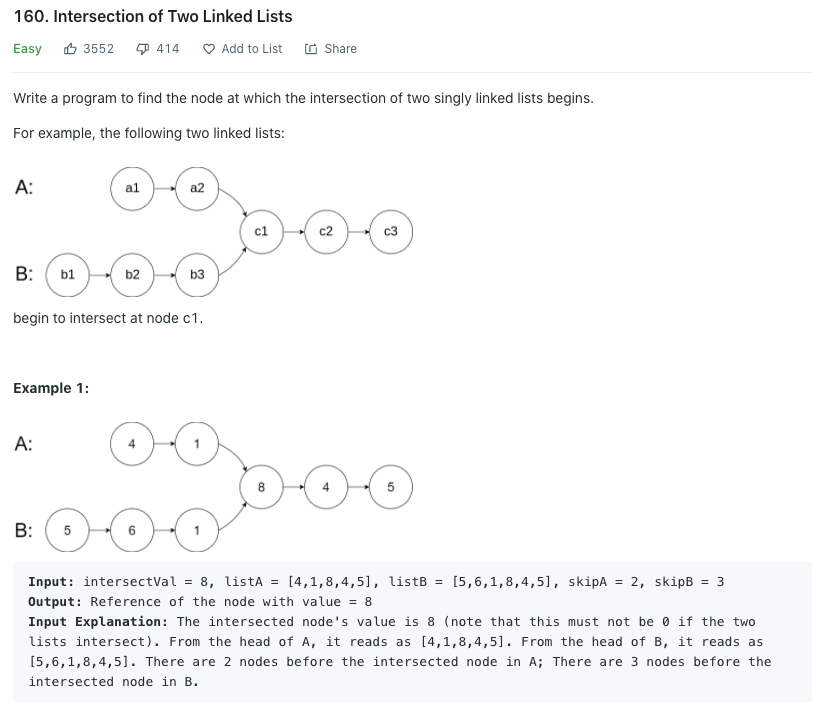 160. Intersection of Two Linked Lists
Easy 3552 414 Add to List Share
Write a program to find the node at which the intersection of two singly linked lists begins.
For example, the following two linked lists:
A: a1 a2
c1 c2 c3
B: b1 b2 b3
begin to intersect at node c1.
Example 1:
A: 4 1
8 4 5
B: 5 6 1
Input: intersectVal = 8, listA = [4,1,8,4,5], listB = [5,6,1,8,4,5], skipA = 2, skipB = 3
Output: Reference of the node with value = 8
Input Explanation: The intersected node's value is 8 (note that this must not be 0 if the two
lists intersect). From the head of A, it reads as [4,1,8,4,5]. From the head of B, it reads as
[5,6,1,8,4,5]. There are 2 nodes before the intersected node in A; There are 3 nodes before the
intersected node in B.